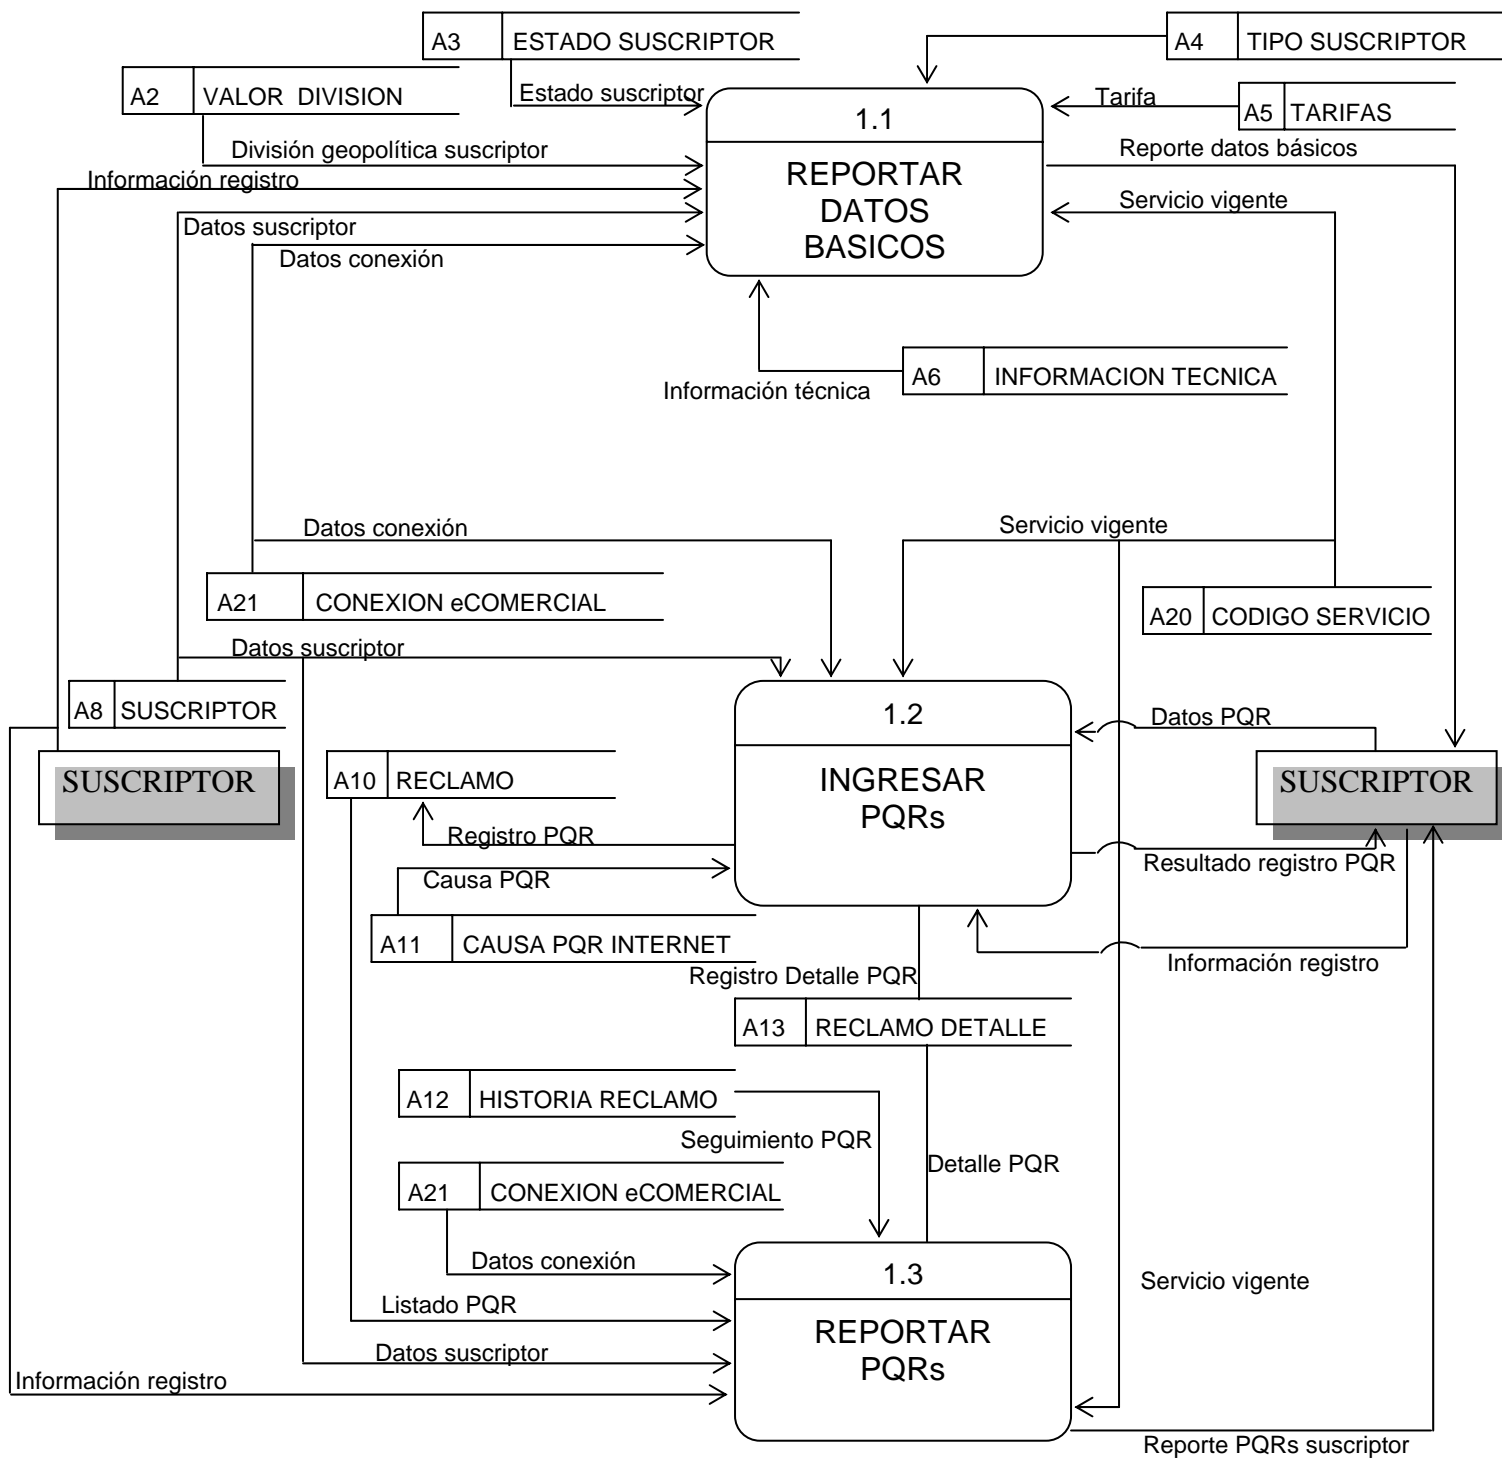 A3 ESTADO SUSCRIPTOR
A4 TIPO SUSCRIPTOR
A2 VALOR DIVISION
Estado suscriptor
Tarifa
A5 TARIFAS
1.1
División geopolítica suscriptor
Reporte datos básicos
Información registro
REPORTAR
DATOS
BASICOS
Servicio vigente
Datos suscriptor
Datos conexión
A6 INFORMACION TECNICA
Información técnica
Datos conexión
Servicio vigente
A21 CONEXION eCOMERCIAL
A20 CODIGO SERVICIO
Datos suscriptor
A8 SUSCRIPTOR
1.2
Datos PQR
SUSCRIPTOR
A10 RECLAMO
INGRESAR
PQRs
SUSCRIPTOR
Registro PQR
Resultado registro PQR
Causa PQR
A11 CAUSA PQR INTERNET
Información registro
Registro Detalle PQR
A13 RECLAMO DETALLE
A12 HISTORIA RECLAMO
Seguimiento PQR
Detalle PQR
A21 CONEXION eCOMERCIAL
Datos conexión
1.3
Servicio vigente
Listado PQR
REPORTAR
PQRs
Datos suscriptor
Información registro
Reporte PQRs suscriptor